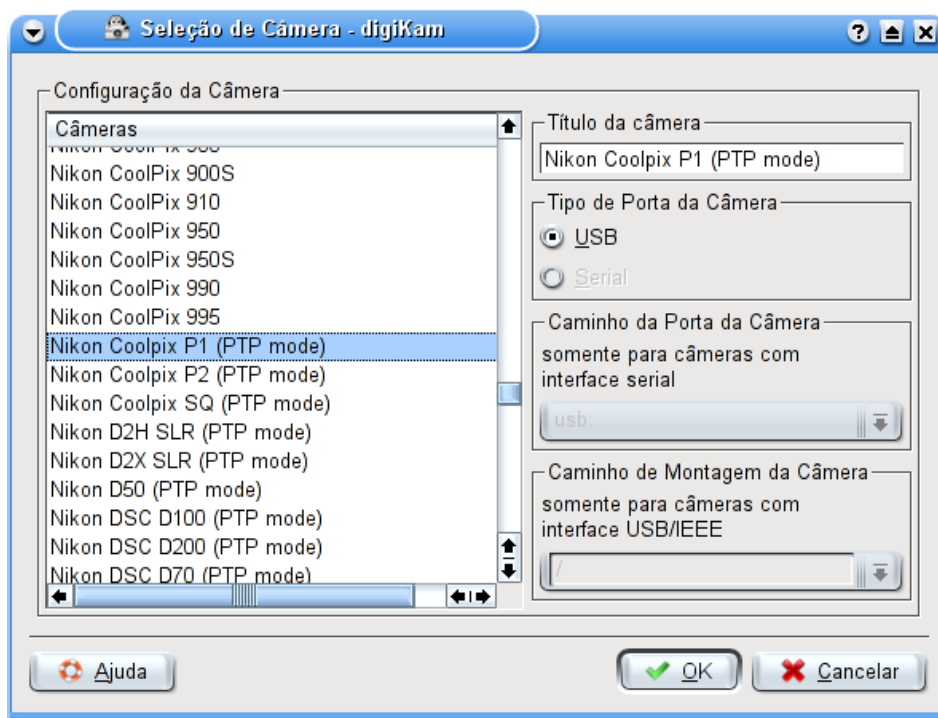 Seleção de Câmera - digiKam
Configuração da Câmera
Câmeras
Nikon CoolPix 900S
Nikon CoolPix 910
Nikon CoolPix 950
Nikon CoolPix 950S
Nikon CoolPix 990
Nikon CoolPix 995
Nikon Coolpix P1 (PTP mode)
Nikon Coolpix P2 (PTP mode)
Nikon Coolpix SQ (PTP mode)
Nikon D2H SLR (PTP mode)
Nikon D2X SLR (PTP mode)
Nikon D50 (PTP mode)
Nikon DSC D100 (PTP mode)
Nikon DSC D200 (PTP mode)
Nikon DSC D70 (PTP mode)
Título da câmera
Nikon Coolpix P1 (PTP mode)
Tipo de Porta da Câmera
USB
Serial
Caminho da Porta da Câmera
somente para câmeras com
interface serial
usb:
Caminho de Montagem da Câmera
somente para câmeras com
interface USB/IEEE
/
Ajuda
OK
Cancelar